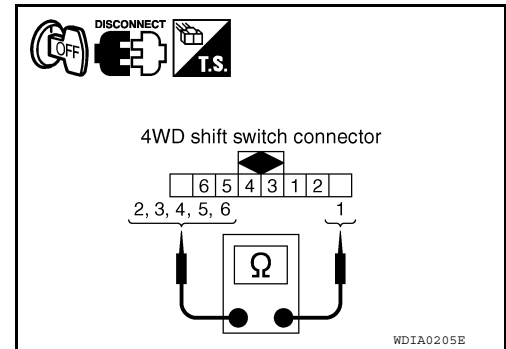 DISCONNECT
OFF
T.S.
4WD shift switch connector
6 5 4 3 1 2
2, 3, 4, 5, 6 1
Ω
WDIA0205E